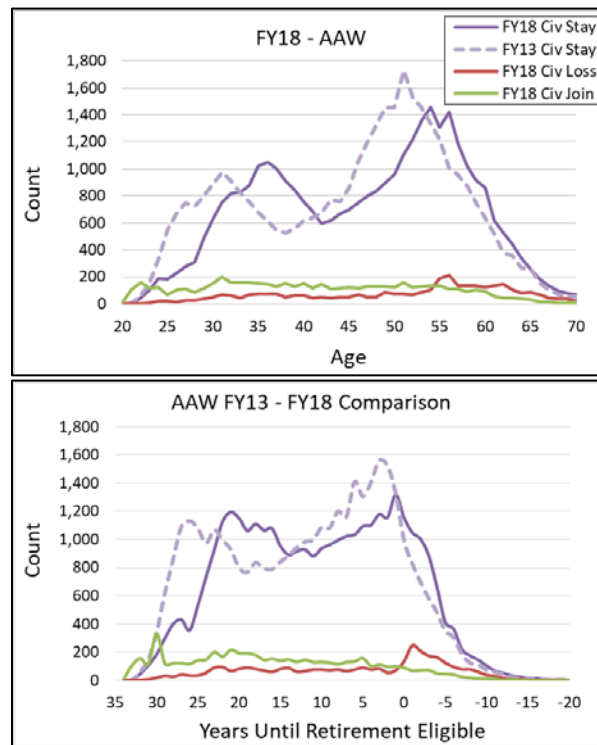 FY18 - AAW
FY18 Civ Stay
FY13 Civ Stay
FY18 Civ Loss
FY18 Civ Join
1,800
1,600
1,400
1,200
1,000
800
600
400
200
0
Count
20 25 30 35 40 45 50 55 60 65 70
Age
AAW FY13 - FY18 Comparison
1,800
1,600
1,400
1,200
1,000
800
600
400
200
0
Count
35 30 25 20 15 10 5 0 -5 -10 -15 -20
Years Until Retirement Eligible